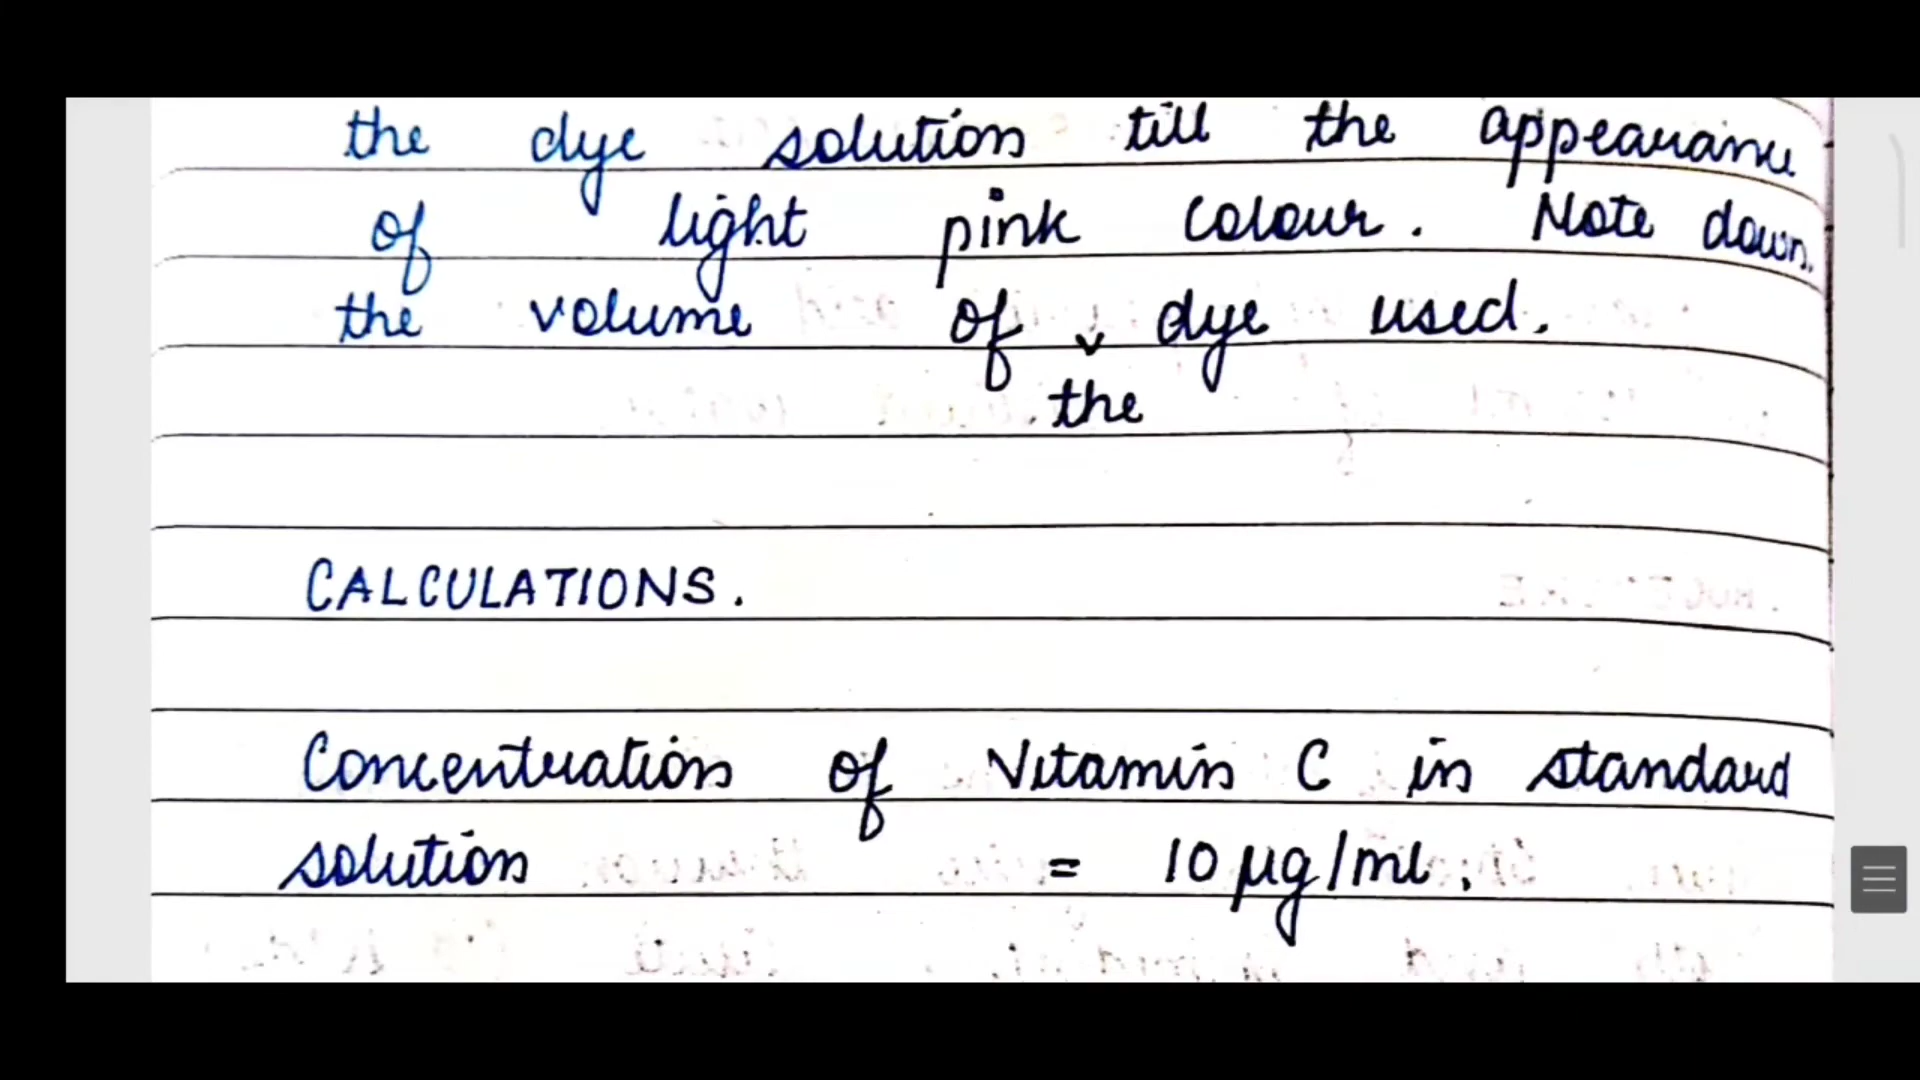 the dye solution till the appearance
of light pink colour. Note down
the volume of the dye used.
CALCULATIONS.
Concentration of Vitamin C in standard
solution = 10 µg/ml.